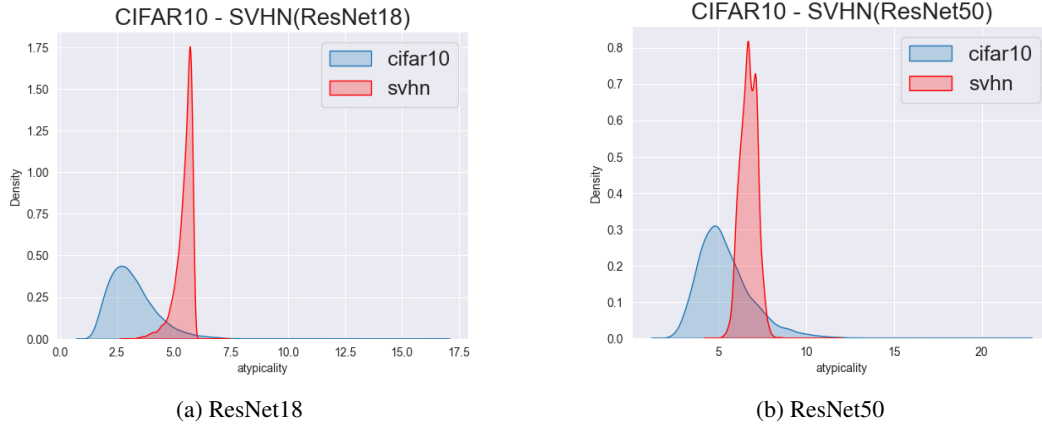 CIFAR10 - SVHN(ResNet18)
cifar10
svhn
1.75
1.50
1.25
1.00
0.75
0.50
0.25
0.00
Density
0.0 2.5 5.0 7.5 10.0 12.5 15.0 17.5
atypicality
(a) ResNet18
CIFAR10 - SVHN(ResNet50)
cifar10
svhn
0.8
0.7
0.6
0.5
0.4
0.3
0.2
0.1
0.0
Density
5 10 15 20
atypicality
(b) ResNet50